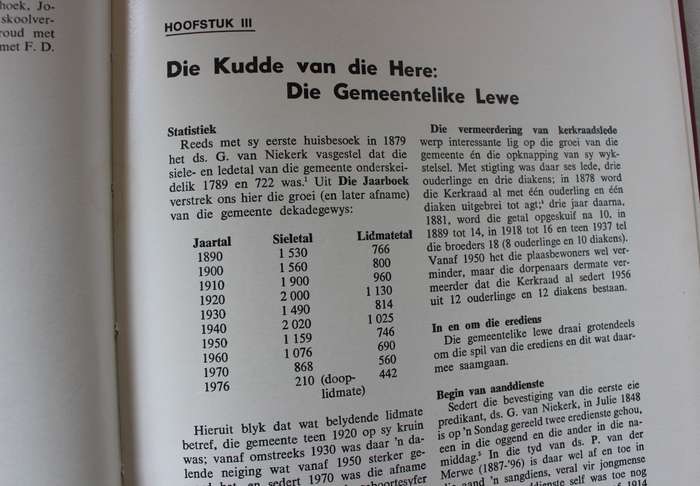 hoek, Jo-
skoolver-
roud met
met F. D.
HOOFSTUK III
Die Kudde van die Here:
Die Gemeentelike Lewe
Statistiek
Reeds met sy eerste huisbesoek in 1879
het ds. G. van Niekerk vasgestel dat die
siele- en ledetal van die gemeente onderskei-
delik 1789 en 722 was.¹ Uit Die Jaarboek
verstrek ons hier die groei (en later afname)
van die gemeente dekadegewys:
Jaartal Sieletal Lidmatetal
1890 1 530 766
1900 1 560 800
1910 1 900 960
1920 2 000 1 130
1930 1 490 814
1940 2 020 1 025
1950 1 159 746
1960 1 076 690
1970 868 560
1976 210 (doop- 442
lidmate)
Hieruit blyk dat wat belydende lidmate
betref, die gemeente teen 1920 op sy kruin
was; vanaf omstreeks 1930 was daar 'n da-
lende neiging wat vanaf 1950 sterker ge-
en sedert 1970 was die afname
Die vermeerdering van kerkraadslede
werp interessante lig op die groei van die
gemeente én die opknapping van sy wyk-
stelsel. Met stigting was daar ses lede, drie
ouderlinge en drie diakens; in 1878 word
die Kerkraad al met één ouderling en één
diaken uitgebrei tot agt; drie jaar daarna,
1881, word die getal opgeskuif na 10, in
1889 tot 14, in 1918 tot 16 en teen 1937 tel
die broeders 18 (8 ouderlinge en 10 diakens).
Vanaf 1950 het die plaasbewoners wel ver-
minder, maar die dorpenaars dermate ver-
meerder dat die Kerkraad al sedert 1956
uit 12 ouderlinge en 12 diakens bestaan.
In en om die erediens
Die gemeentelike lewe draai grotendeels
om die spil van die erediens en dit wat daar-
mee saamgaan.
Begin van aanddienste
Sedert die bevestiging van die eerste eie
predikant, ds. G. van Niekerk, in Julie 1848
is op 'n Sondag gereeld twee eredienste gehou,
een in die oggend en die ander in die na-
middag.⁵ In die tyd van ds. P. van der
Merwe (1887-'96) is daar wel af en toe in
die aand 'n sangdiens, veral vir jongmense